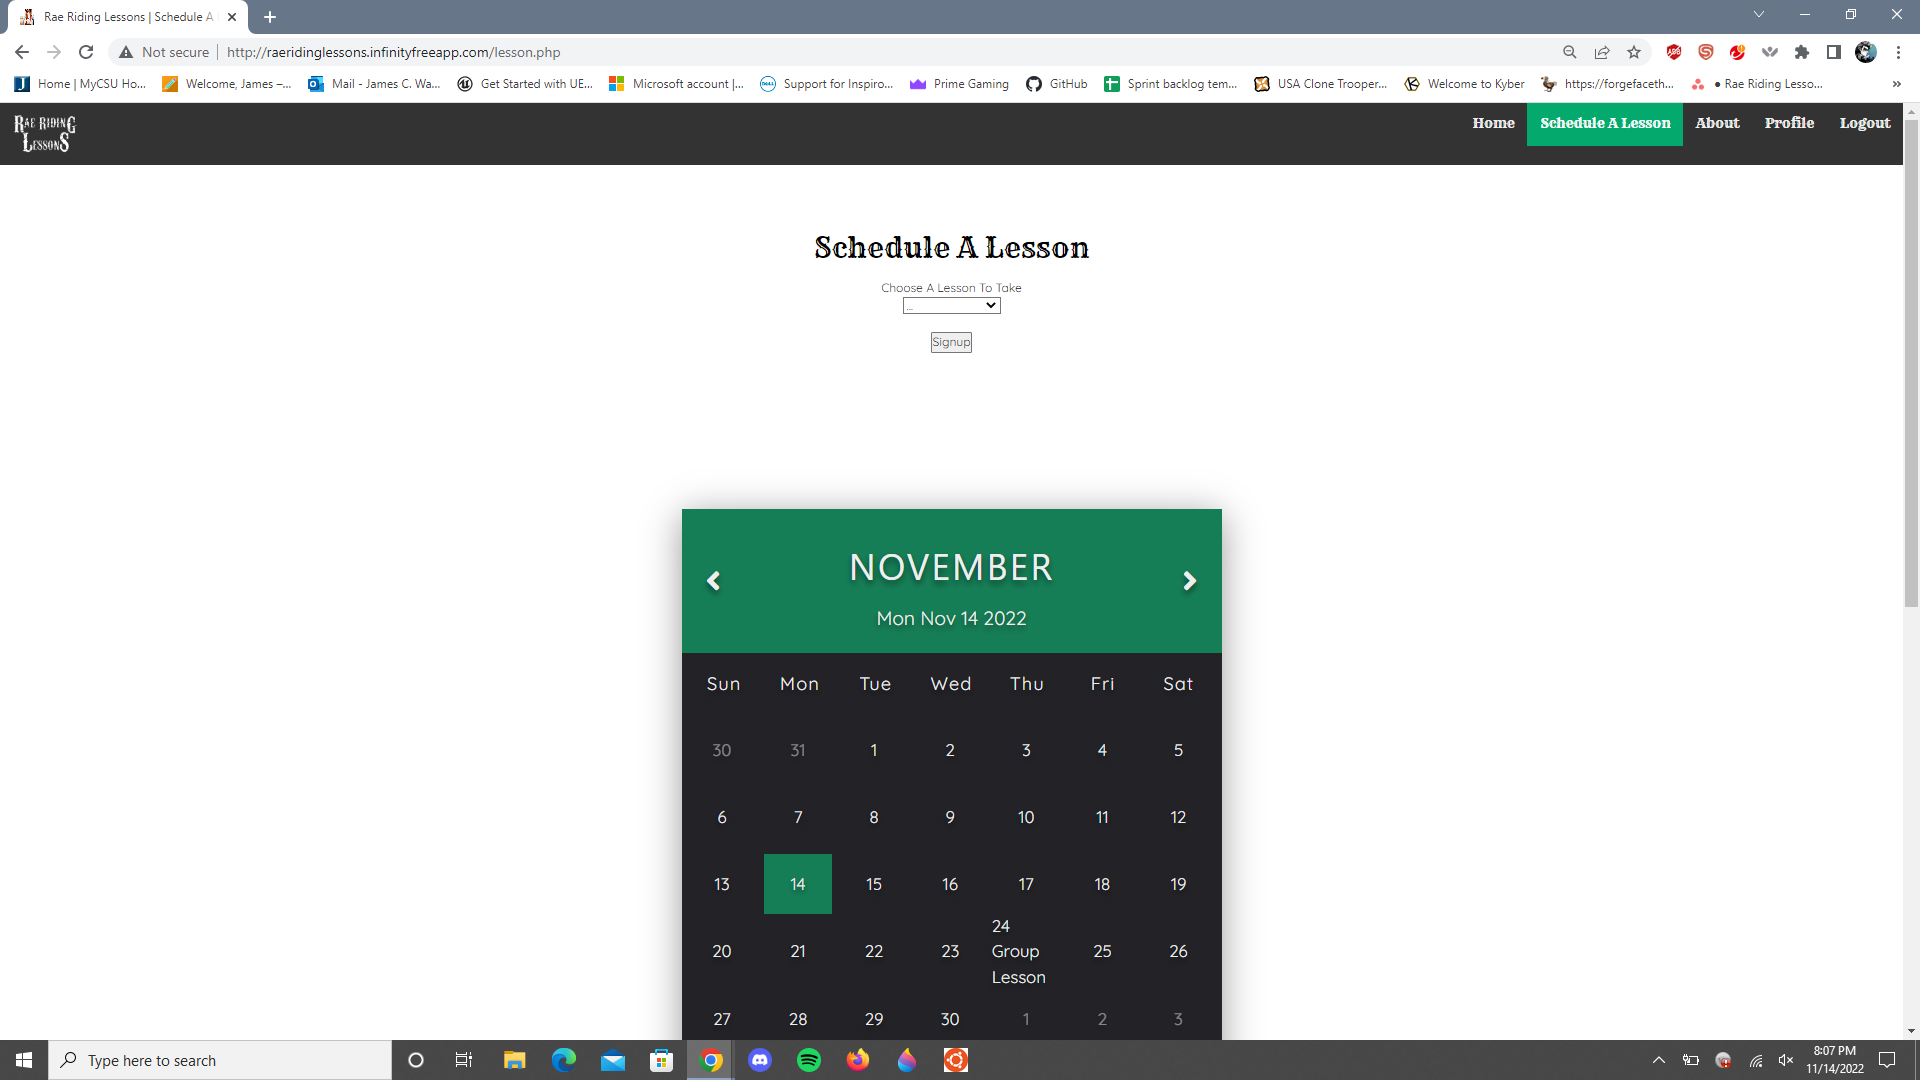 Rae Riding Lessons | Schedule A
Not secure
http://raeridinglessons.infinityfreeapp.com/lesson.php
Home | MyCSU Ho...
Welcome, James –...
Mail - James C. Wa...
Get Started with UE...
Microsoft account |...
Support for Inspiro...
Prime Gaming
GitHub
Sprint backlog tem...
USA Clone Trooper...
Welcome to Kyber
https://forgefaceth...
● Rae Riding Lesso...
»
Rae Riding
Lessons
Home
Schedule A Lesson
About
Profile
Logout
Schedule A Lesson
Choose A Lesson To Take
...
Signup
NOVEMBER
Mon Nov 14 2022
Sun Mon Tue Wed Thu Fri Sat
30 31 1 2 3 4 5
6 7 8 9 10 11 12
13 14 15 16 17 18 19
20 21 22 23 24 25 26
Group
Lesson
27 28 29 30 1 2 3
Type here to search
8:07 PM
11/14/2022